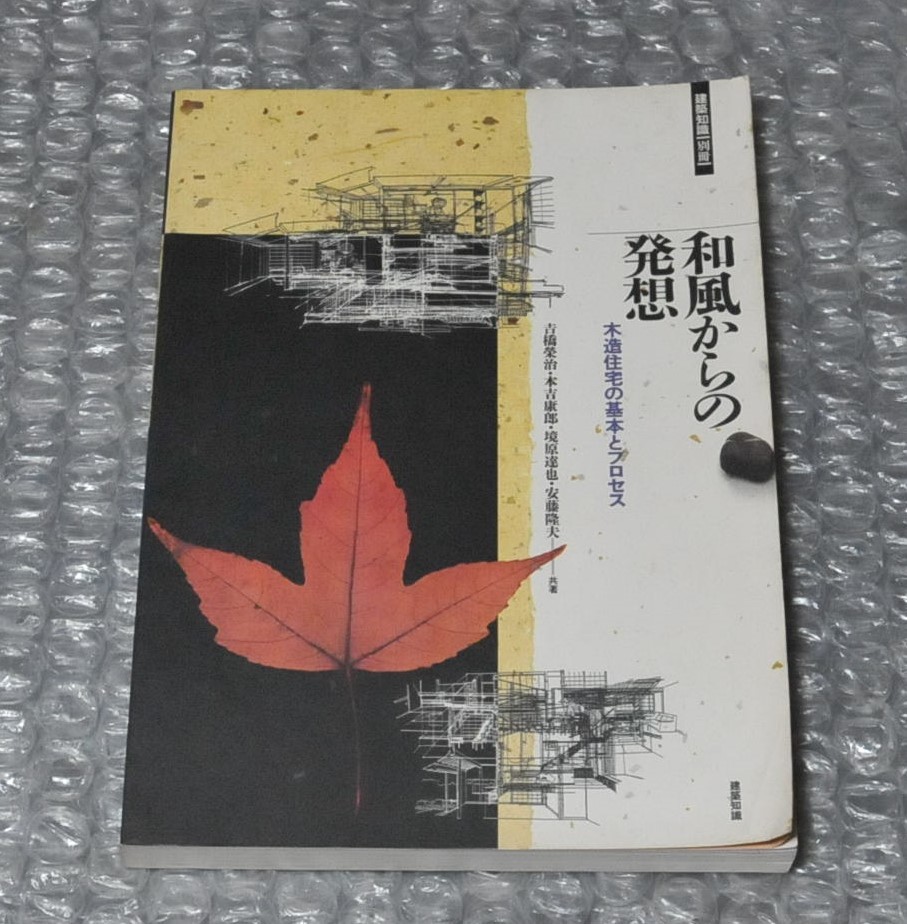 建築知識別冊
和風からの
発想
木造住宅の基本とプロセス
吉橋榮治・木吉康郎・境原達也・安藤隆夫──共著
建築知識